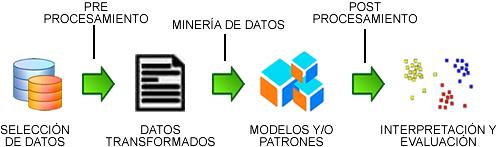 PRE
PROCESAMIENTO
MINERÍA DE DATOS
POST
PROCESAMIENTO
SELECCIÓN
DE DATOS
DATOS
TRANSFORMADOS
MODELOS Y/O
PATRONES
INTERPRETACIÓN Y
EVALUACIÓN